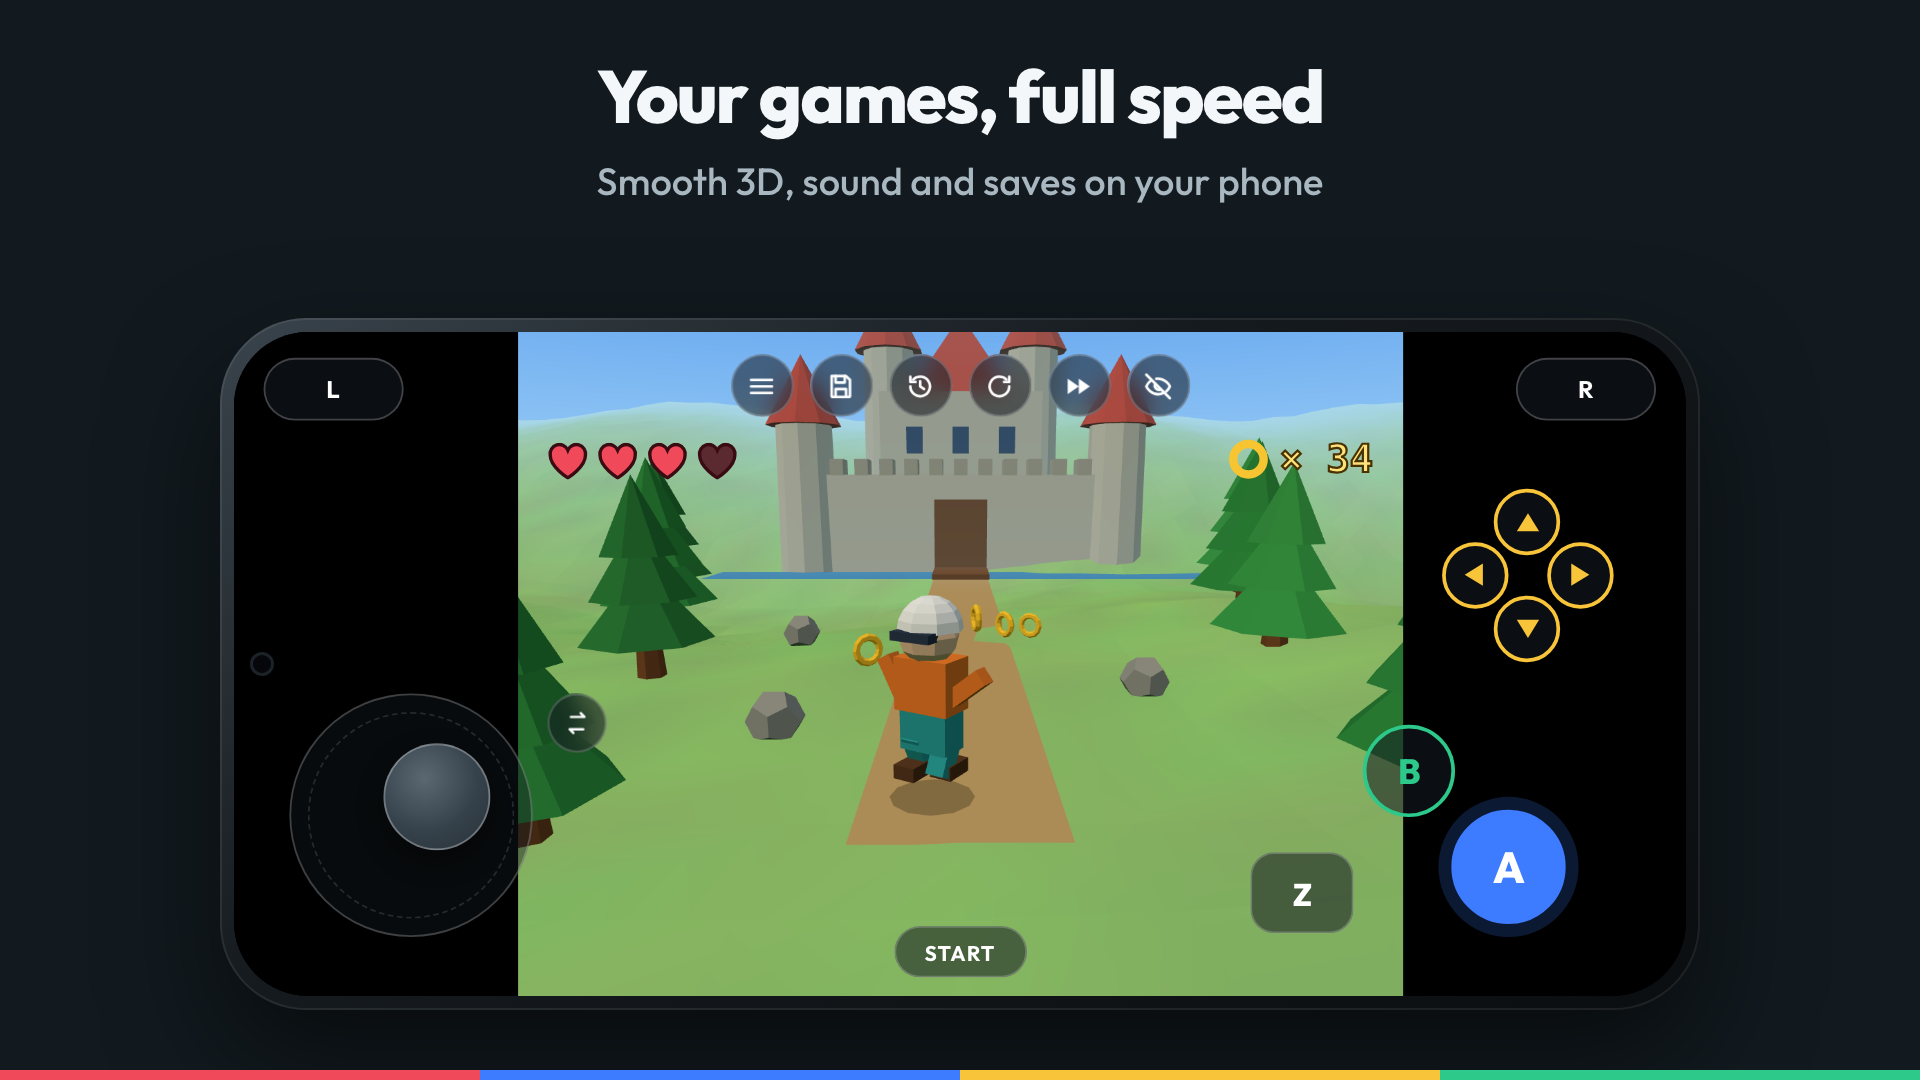 Your games, full speed
Smooth 3D, sound and saves on your phone
L
R
× 34
B
A
Z
START